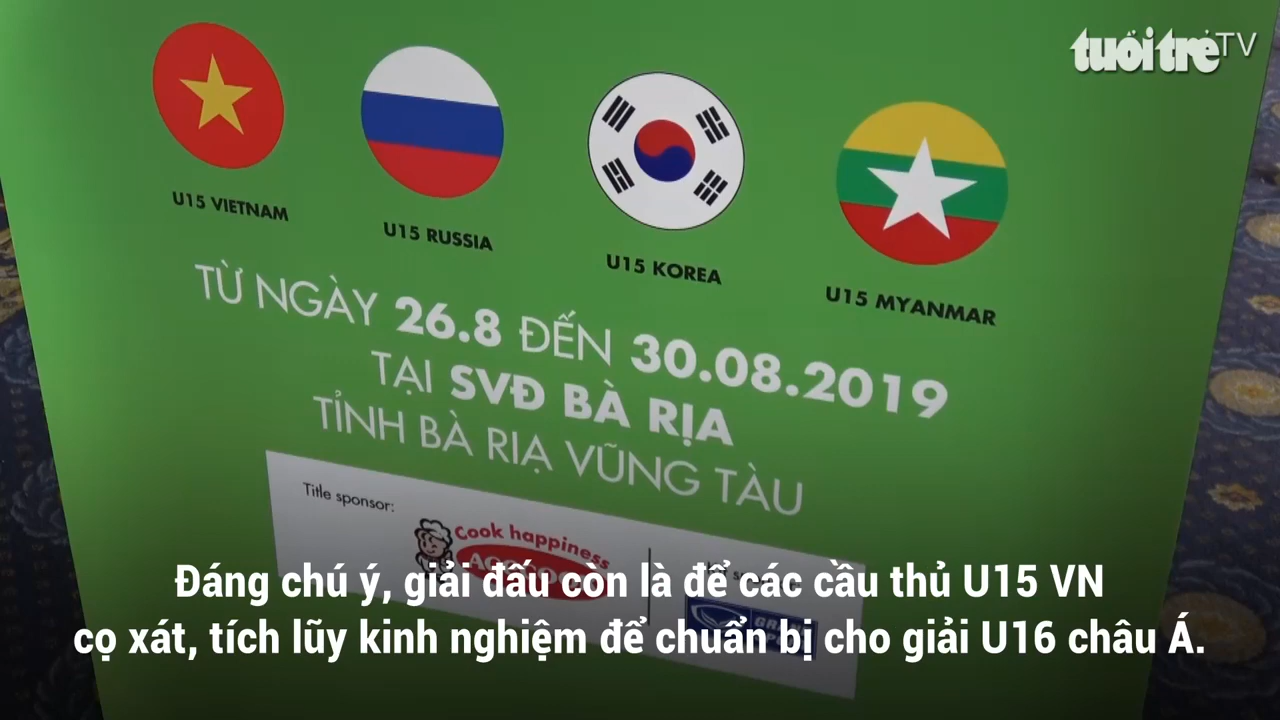 tuổi trẻ TV
U15 VIETNAM
U15 RUSSIA
U15 KOREA
U15 MYANMAR
TỪ NGÀY 26.8 ĐẾN 30.08.2019
TẠI SVĐ BÀ RỊA
TỈNH BÀ RỊA VŨNG TÀU
Title sponsor:
Cook happiness
Đáng chú ý, giải đấu còn là để các cầu thủ U15 VN
cọ xát, tích lũy kinh nghiệm để chuẩn bị cho giải U16 châu Á.